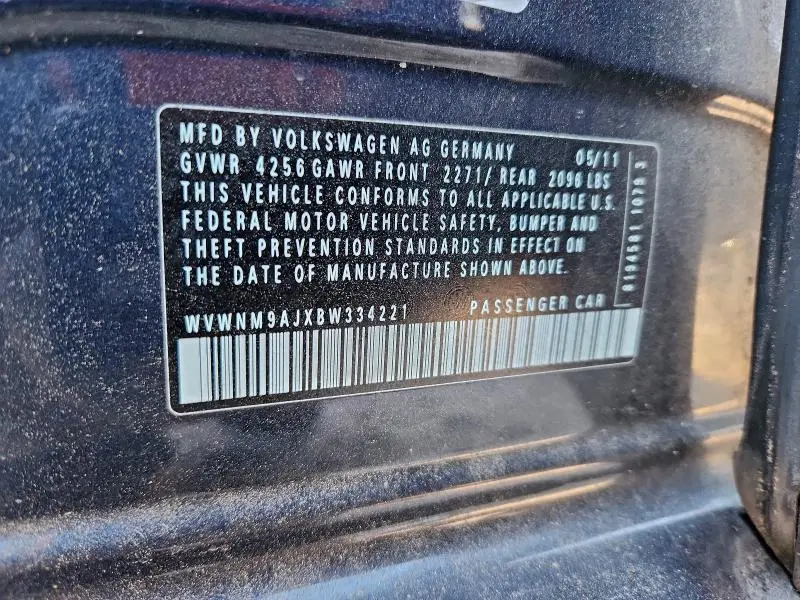 MFD BY VOLKSWAGEN AG GERMANY 05/11
GVWR 4256 GAWR FRONT 2271/ REAR 2096 LBS
THIS VEHICLE CONFORMS TO ALL APPLICABLE U.S.
FEDERAL MOTOR VEHICLE SAFETY, BUMPER AND
THEFT PREVENTION STANDARDS IN EFFECT ON
THE DATE OF MANUFACTURE SHOWN ABOVE.
WVWNM9AJXBW334221 PASSENGER CAR